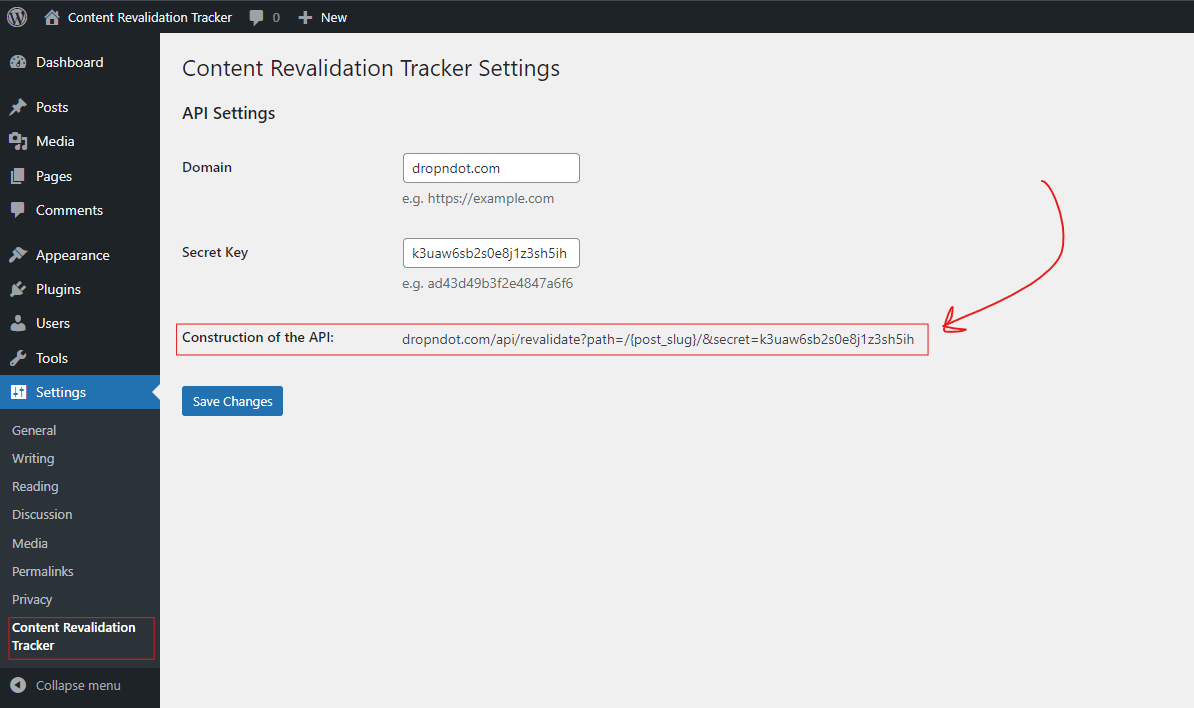 Content Revalidation Tracker 0 New
Dashboard
Posts
Media
Pages
Comments
Appearance
Plugins
Users
Tools
Settings
General
Writing
Reading
Discussion
Media
Permalinks
Privacy
Content Revalidation
Tracker
Collapse menu
Content Revalidation Tracker Settings
API Settings
Domain dropndot.com
e.g. https://example.com
Secret Key k3uaw6sb2s0e8j1z3sh5ih
e.g. ad43d49b3f2e4847a6f6
Construction of the API: dropndot.com/api/revalidate?path=/{post_slug}/&secret=k3uaw6sb2s0e8j1z3sh5ih
Save Changes